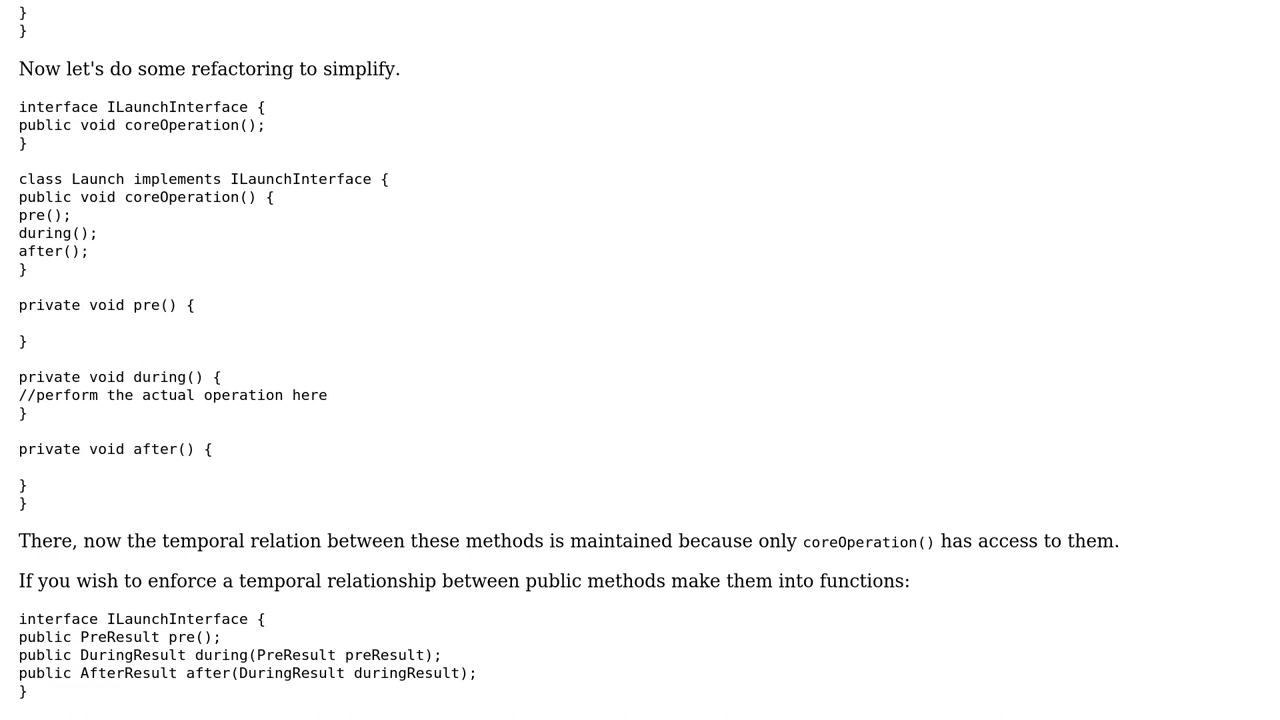 }
}
Now let's do some refactoring to simplify.
interface ILaunchInterface {
public void coreOperation();
}
class Launch implements ILaunchInterface {
public void coreOperation() {
pre();
during();
after();
}
private void pre() {
}
private void during() {
//perform the actual operation here
}
private void after() {
}
}
There, now the temporal relation between these methods is maintained because only coreOperation() has access to them.
If you wish to enforce a temporal relationship between public methods make them into functions:
interface ILaunchInterface {
public PreResult pre();
public DuringResult during(PreResult preResult);
public AfterResult after(DuringResult duringResult);
}